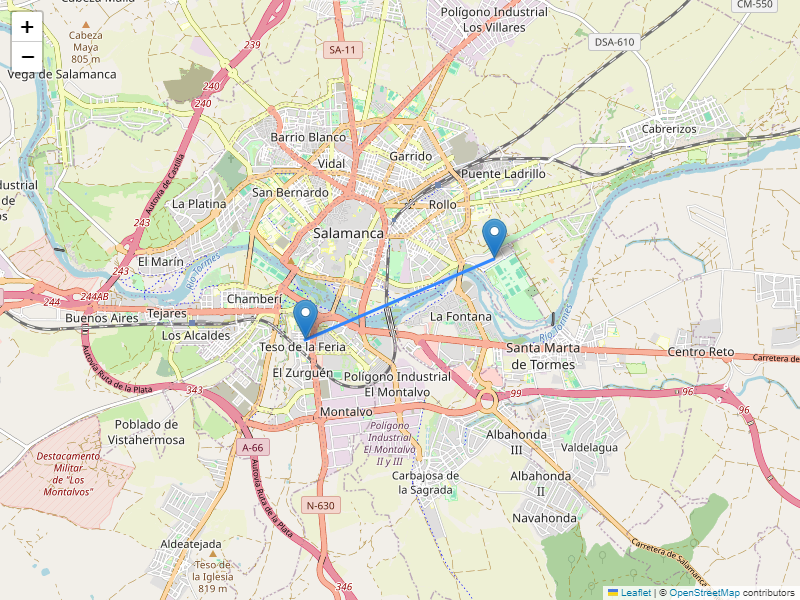 +
−
Cabeza
Maya
805 m
Vega de Salamanca
239
SA-11
Polígono Industrial
Los Villares
CM-550
DSA-610
240
240
Barrio Blanco
Vidal
Garrido
Cabrerizos
Puente Ladrillo
Autovía de Castilla
San Bernardo
La Platina
Rollo
243
Salamanca
dustrial
de
os
El Marín
Río Tormes
243
244AB
244
Chamberí
Buenos Aires
Tejares
Los Alcaldes
Teso de la Feria
La Fontana
Río Tormes
Santa Marta
de Tormes
Centro Reto
Carretera de
El Zurguén
Polígono Industrial
El Montalvo
Autovía Ruta de la Plata
343
99
96
96
Montalvo
Poblado de
Vistahermosa
Polígono
Industrial
El Montalvo
II y III
Albahonda
III
Valdelagua
A-66
Destacamento
Militar
de "Los
Montalvos"
Carbajosa de
la Sagrada
Albahonda
II
Autovía Ruta de la Plata
N-630
Navahonda
Aldeatejada
Teso de
la Iglesia
819 m
346
Carretera de Salamanca
Leaflet | © OpenStreetMap contributors